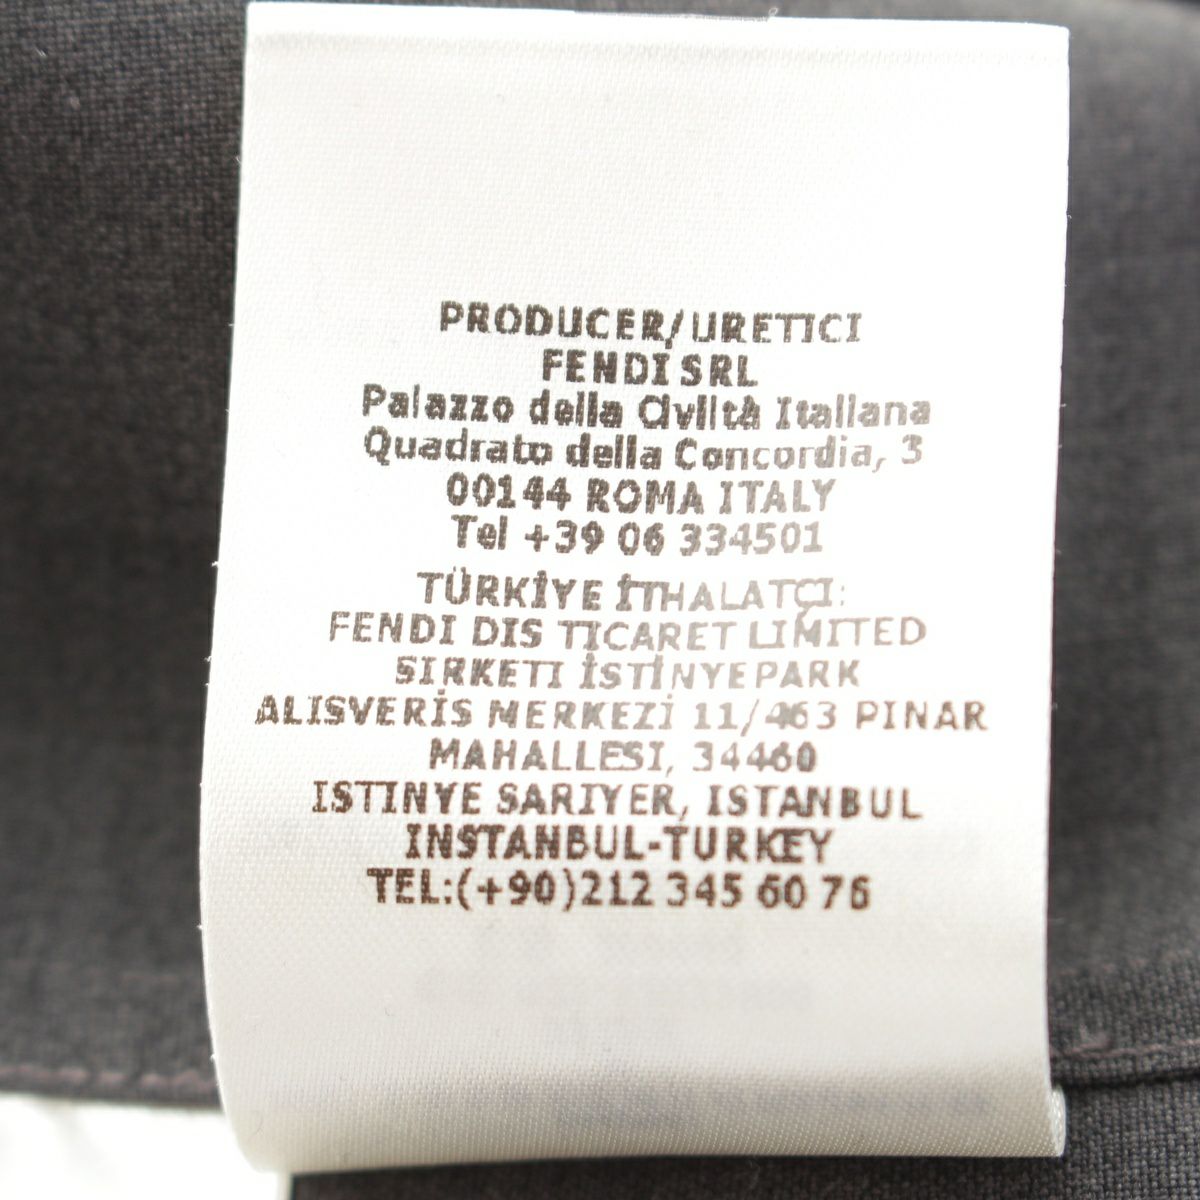 PRODUCER/URETICI
FENDI SRL
Palazzo della Civiltà Italiana
Quadrato della Concordia, 3
00144 ROMA ITALY
Tel +39 06 334501
TÜRKİYE İTHALATÇI:
FENDI DIS TICARET LIMITED
SIRKETI İSTİNYEPARK
ALISVERİS MERKEZİ 11/463 PINAR
MAHALLESI, 34460
ISTINYE SARIYER, ISTANBUL
INSTANBUL-TURKEY
TEL:(+90)212 345 60 76